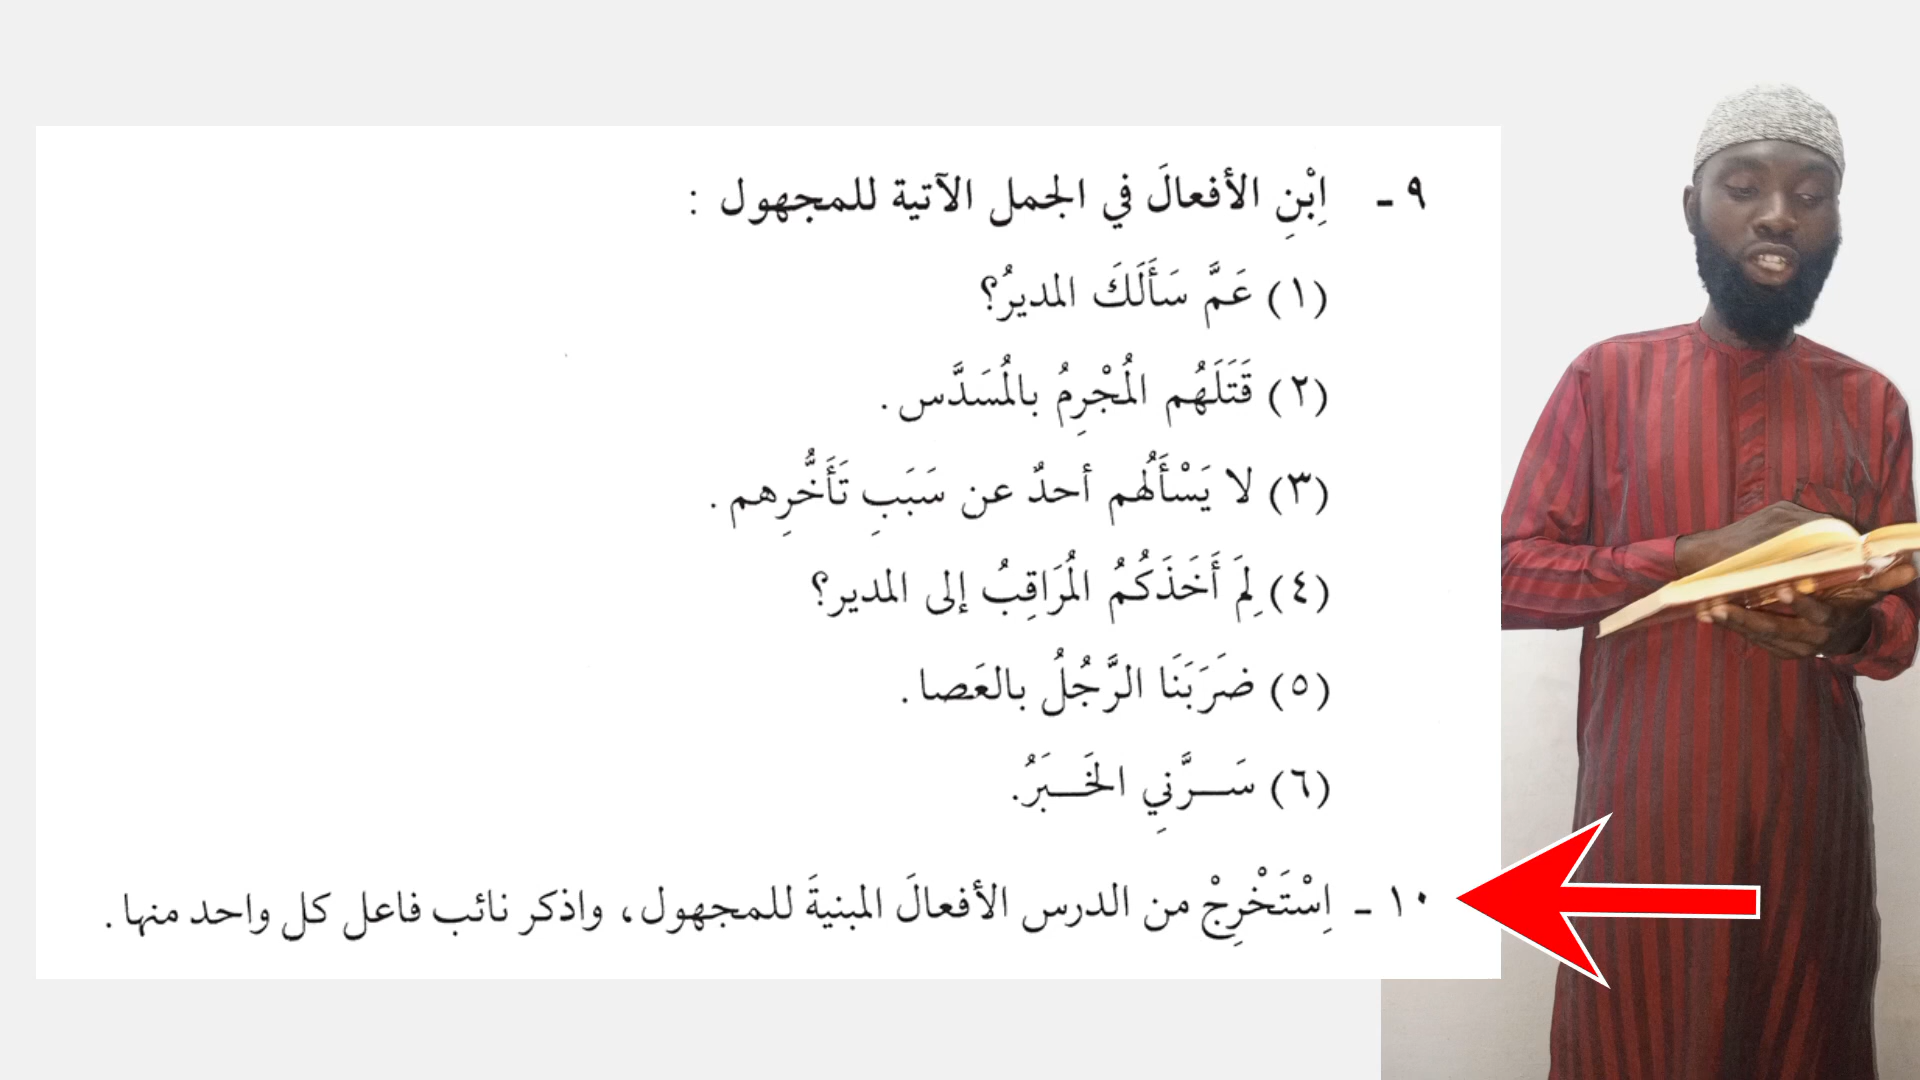 ٩ - اِبْنِ الأفعالَ في الجمل الآتية للمجهول :
(١) عَمَّ سَأَلَكَ المديرُ؟
(٢) قَتَلَهُم المُجْرِمُ بالمُسَدَّس .
(٣) لا يَسْأَلُهم أحدٌ عن سَبَبِ تَأَخُّرِهم .
(٤) لِمَ أَخَذَكُمُ المُرَاقِبُ إلى المدير؟
(٥) ضَرَبَنَا الرَّجُلُ بالعَصا .
(٦) سَـــرَّنِي الخَـــبَرُ.
١٠ - اِسْتَخْرِجْ من الدرس الأفعالَ المبنيةَ للمجهول، واذكر نائب فاعل كل واحد منها .